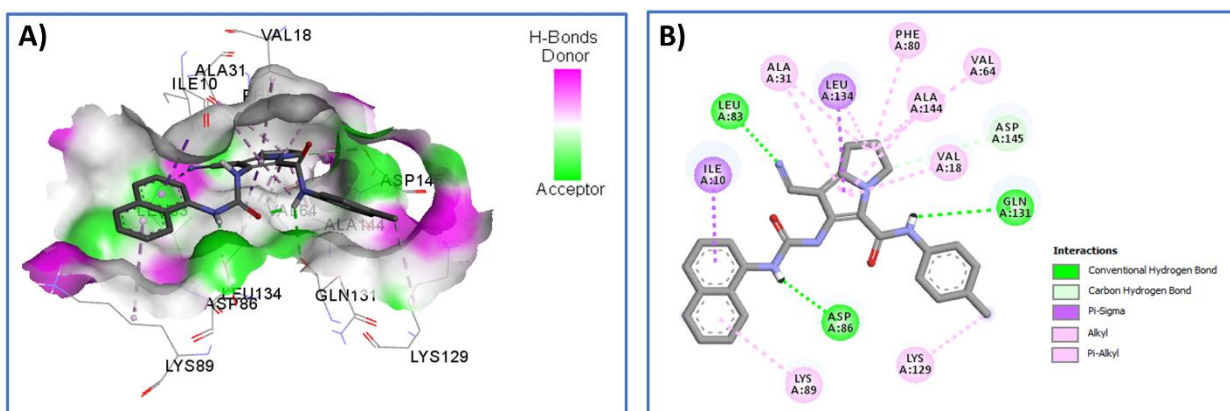 A)
VAL18
ALA31
ILE10
H-Bonds
Donor
Acceptor
VAL64
ALA144
LEU134
ASP86
GLN131
LYS129
LYS89
B)
PHE
A:80
VAL
A:64
ALA
A:31
LEU
A:134
ALA
A:144
LEU
A:83
ASP
A:145
VAL
A:18
ILE
A:10
GLN
A:131
ASP
A:86
LYS
A:129
LYS
A:89
Interactions
Conventional Hydrogen Bond
Carbon Hydrogen Bond
Pi-Sigma
Alkyl
Pi-Alkyl